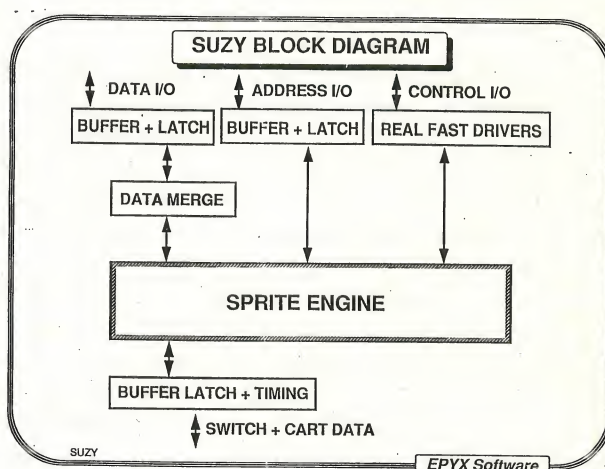 SUZY BLOCK DIAGRAM
DATA I/O
ADDRESS I/O
CONTROL I/O
BUFFER + LATCH
BUFFER + LATCH
REAL FAST DRIVERS
DATA MERGE
SPRITE ENGINE
BUFFER LATCH + TIMING
SWITCH + CART DATA
SUZY
EPYX Software